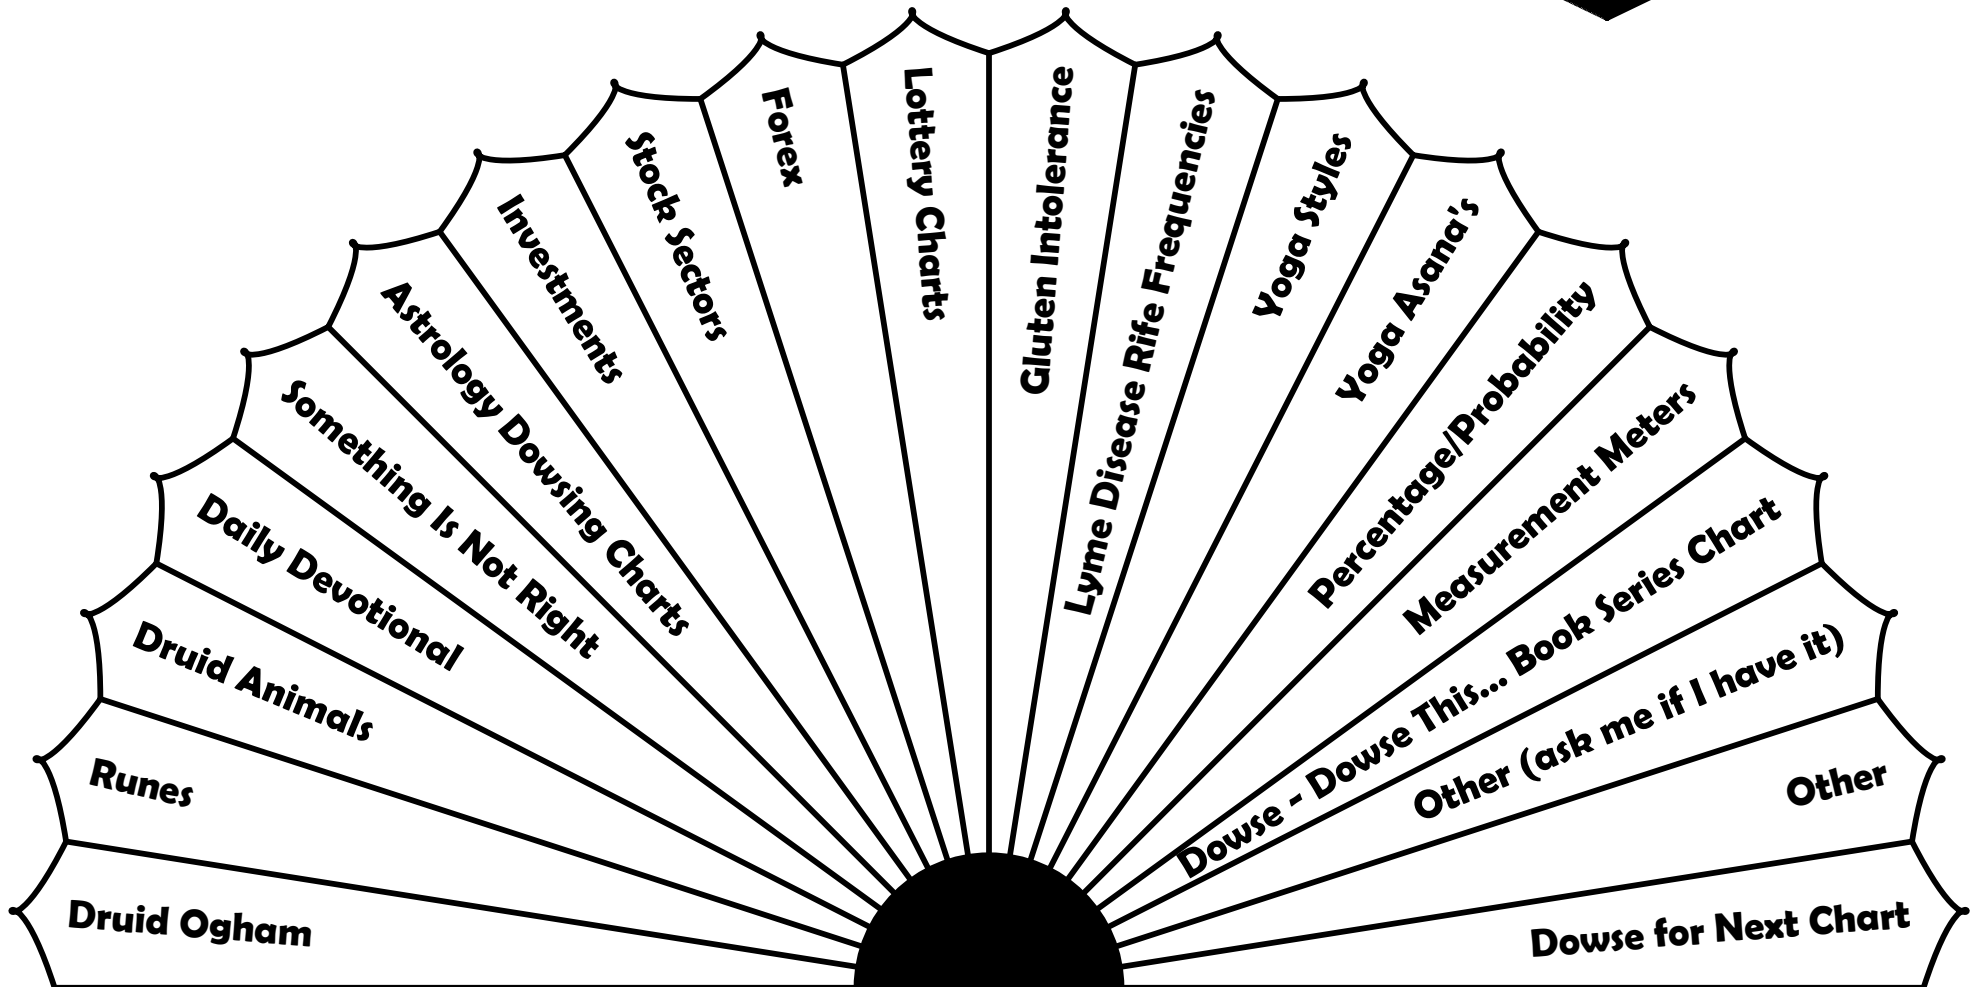 Druid Ogham
Runes
Druid Animals
Daily Devotional
Something Is Not Right
Astrology Dowsing Charts
Investments
Stock Sectors
Forex
Lottery Charts
Gluten Intolerance
Lyme Disease Rife Frequencies
Yoga Styles
Yoga Asana's
Percentage/Probability
Measurement Meters
Dowse - Dowse This... Book Series Chart
Other (ask me if I have it)
Other
Dowse for Next Chart